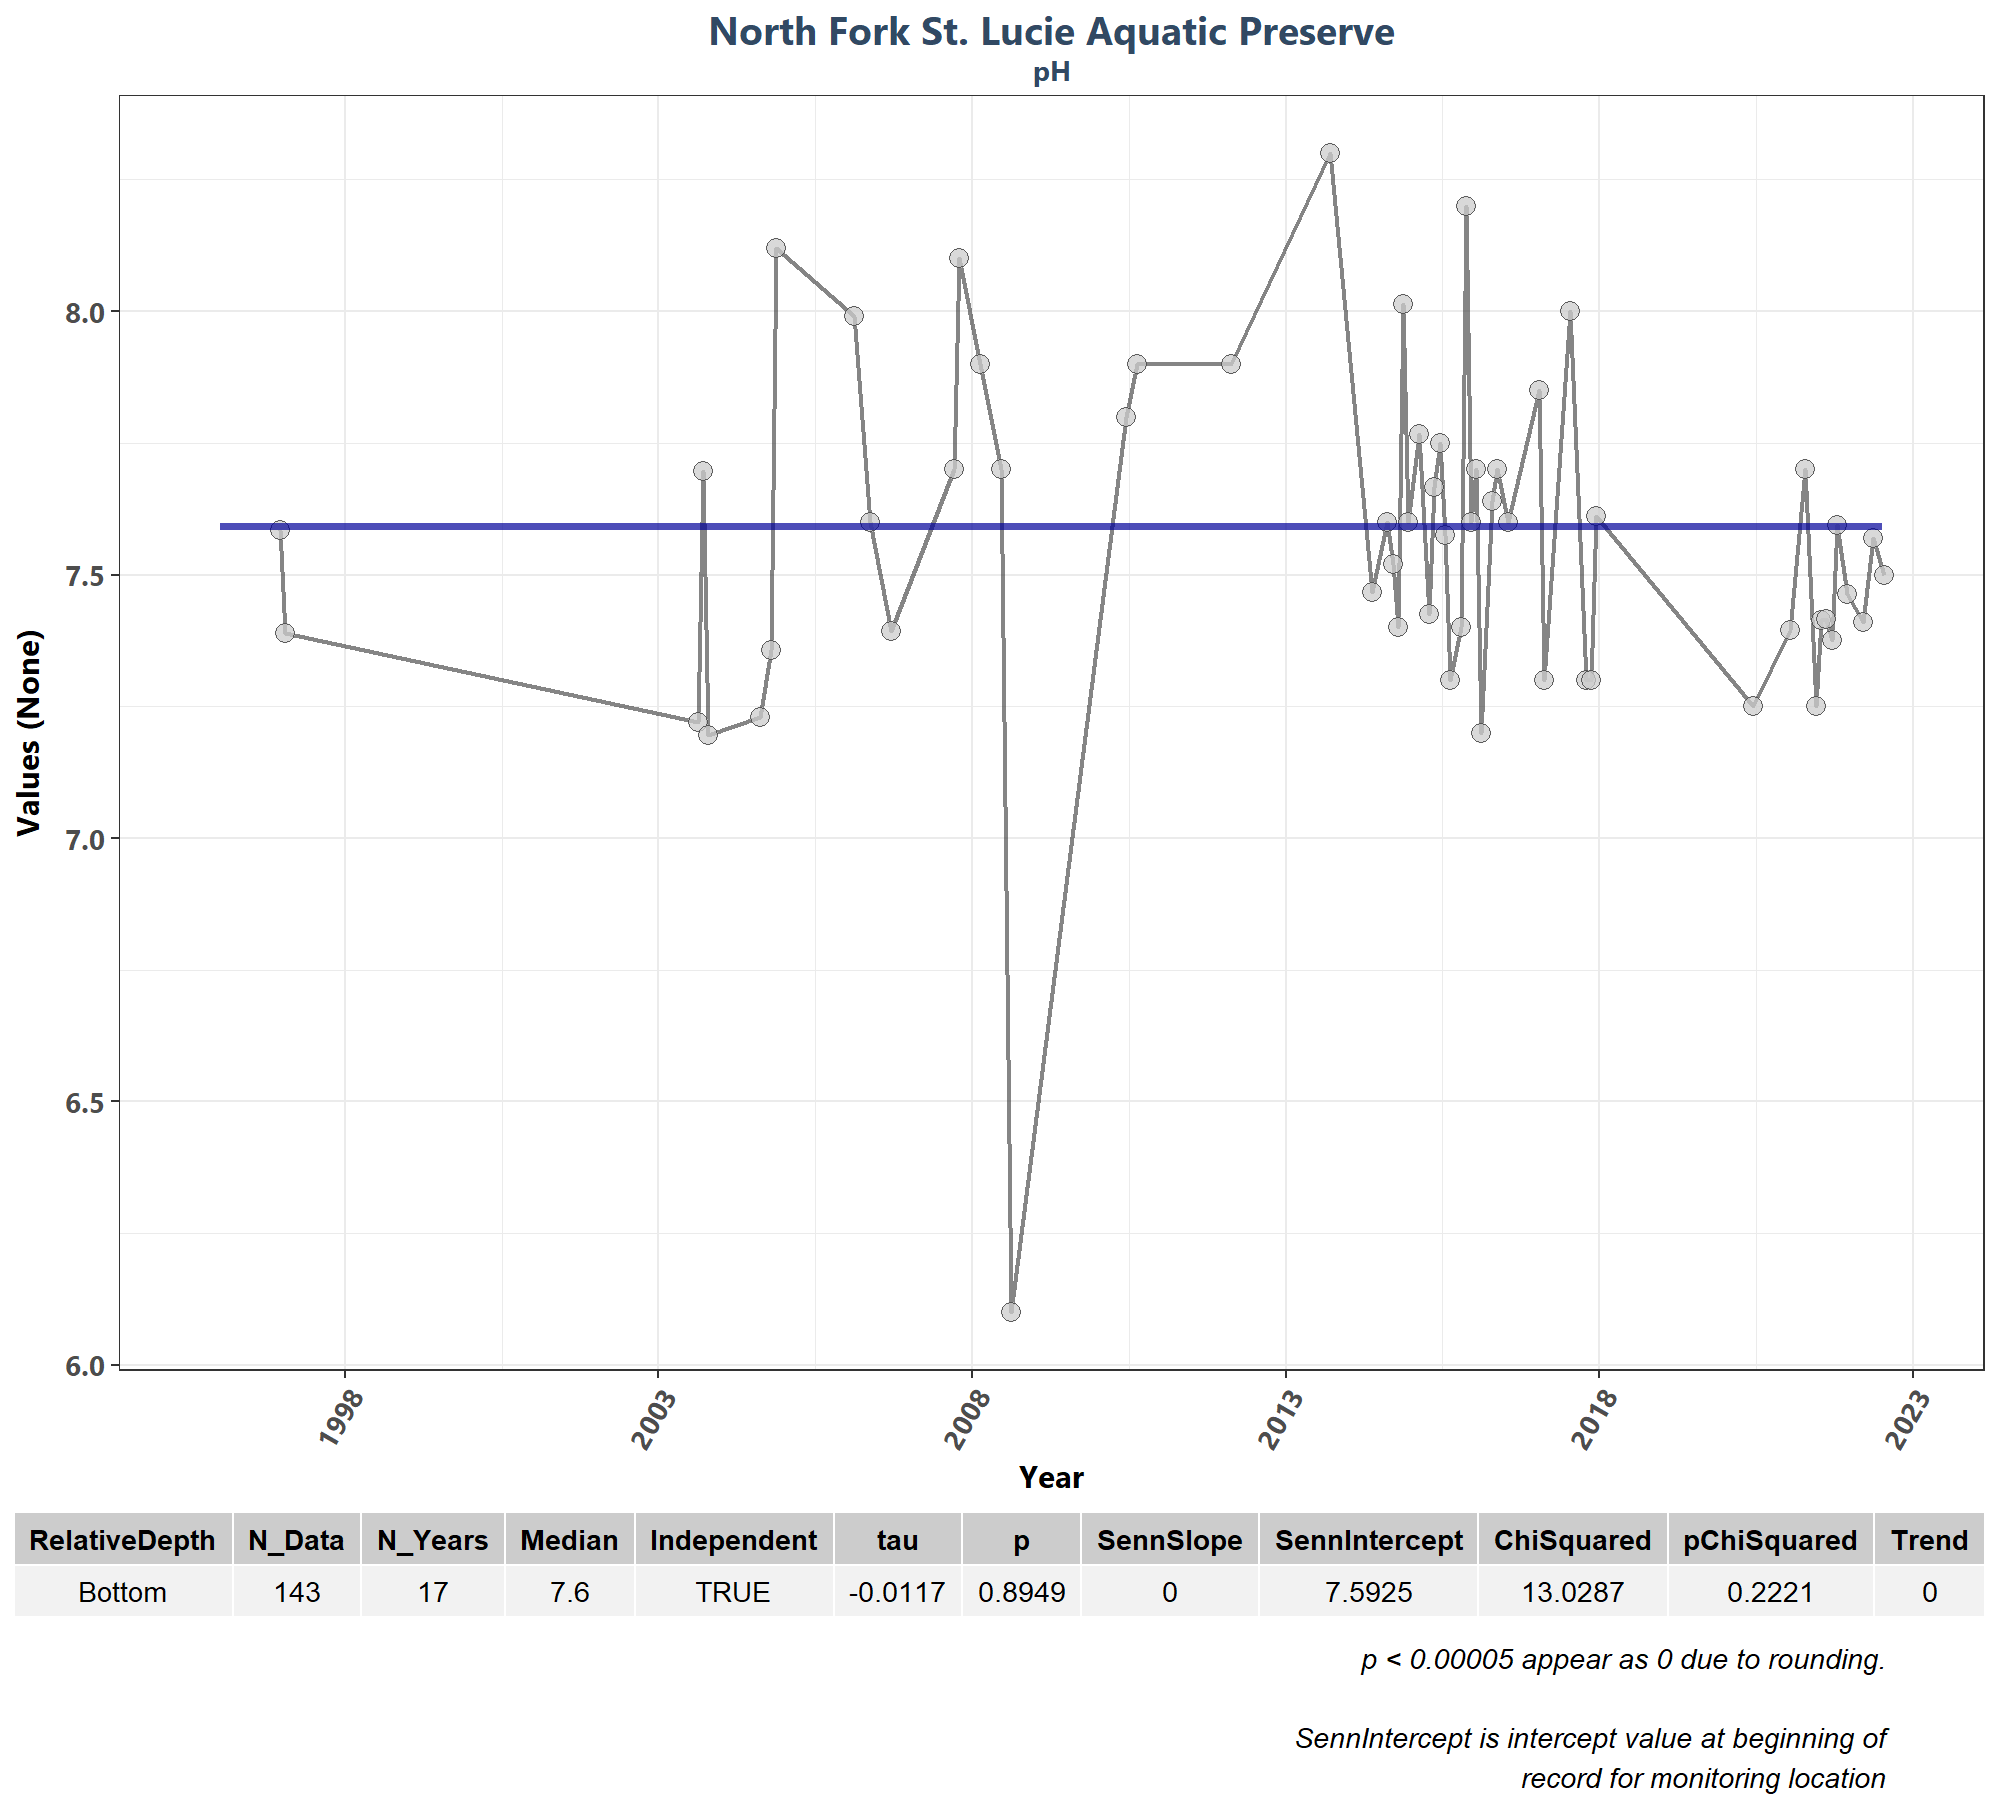 North Fork St. Lucie Aquatic Preserve
pH
Values (None)
8.0
7.5
7.0
6.5
6.0
1998 2003 2008 2013 2018 2023
Year
RelativeDepth N_Data N_Years Median Independent tau p SennSlope SennIntercept ChiSquared pChiSquared Trend
Bottom 143 17 7.6 TRUE -0.0117 0.8949 0 7.5925 13.0287 0.2221 0
p < 0.00005 appear as 0 due to rounding.
SennIntercept is intercept value at beginning of
record for monitoring location